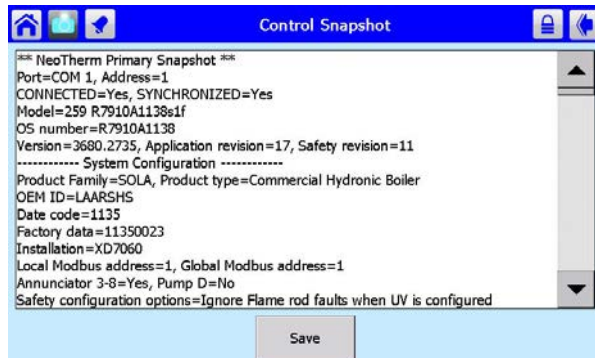 Control Snapshot
** NeoTherm Primary Snapshot **
Port=COM 1, Address=1
CONNECTED=Yes, SYNCHRONIZED=Yes
Model=259 R7910A1138s1f
OS number=R7910A1138
Version=3680.2735, Application revision=17, Safety revision=11
------------ System Configuration ------------
Product Family=SOLA, Product type=Commercial Hydronic Boiler
OEM ID=LAARSHS
Date code=1135
Factory data=11350023
Installation=XD7060
Local Modbus address=1, Global Modbus address=1
Annunciator 3-8=Yes, Pump D=No
Safety configuration options=Ignore Flame rod faults when UV is configured
Save